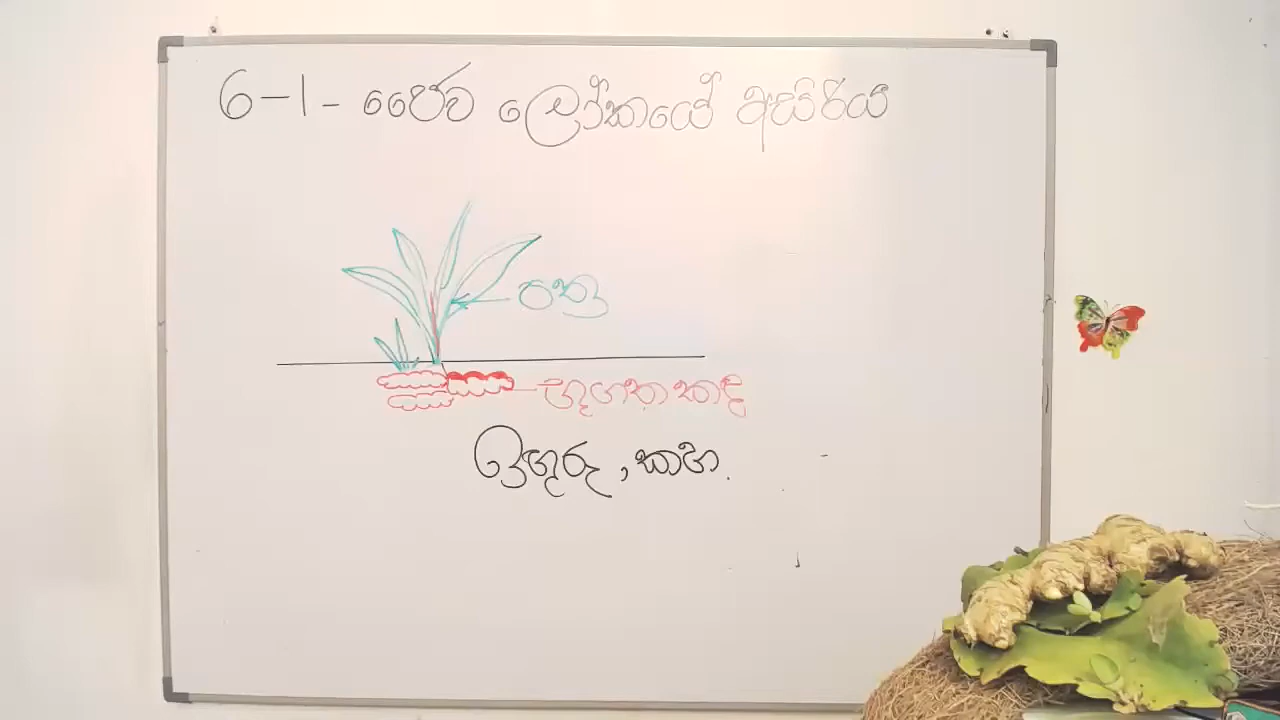 6-1- ජෛව ලෝකයේ අසිරිය
පත්‍ර
භූගත කඳ
ඉඟුරු , කහ.